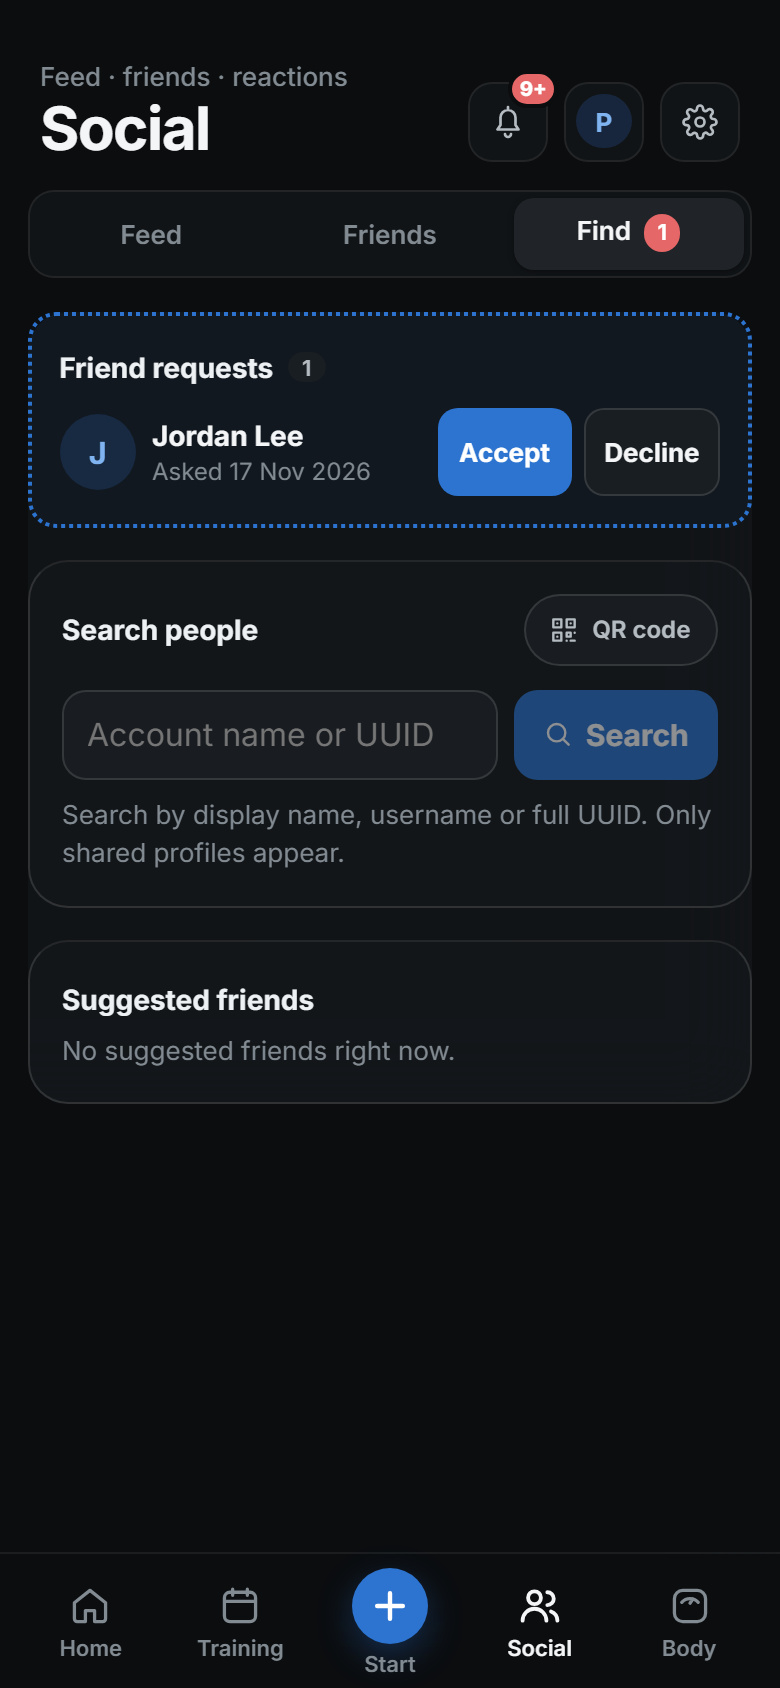 Feed · friends · reactions
Social
9+
P
Feed
Friends
Find 1
Friend requests 1
J
Jordan Lee
Asked 17 Nov 2026
Accept
Decline
Search people
QR code
Account name or UUID
Search
Search by display name, username or full UUID. Only
shared profiles appear.
Suggested friends
No suggested friends right now.
Home
Training
Start
Social
Body